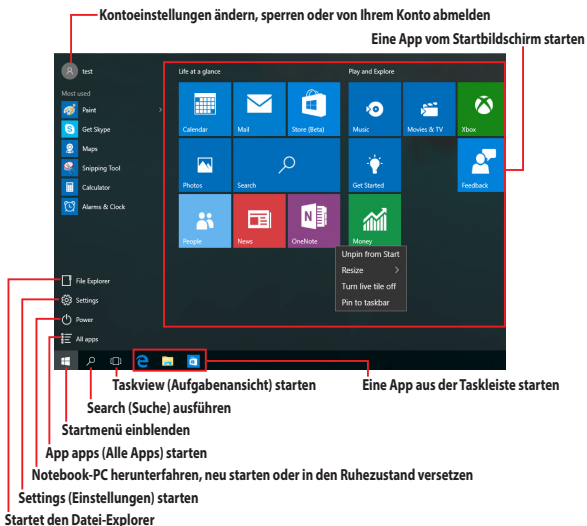 Kontoeinstellungen ändern, sperren oder von Ihrem Konto abmelden
Eine App vom Startbildschirm starten
test
Life at a glance
Play and Explore
Most used
Paint
Get Skype
Maps
Snipping Tool
Calculator
Alarms & Clock
Calendar
Mail
Store (Beta)
Music
Movies & TV
Xbox
Photos
Search
Get Started
Feedback
People
News
OneNote
Money
Unpin from Start
Resize
Turn live tile off
Pin to taskbar
File Explorer
Settings
Power
All apps
Taskview (Aufgabenansicht) starten
Eine App aus der Taskleiste starten
Search (Suche) ausführen
Startmenü einblenden
App apps (Alle Apps) starten
Notebook-PC herunterfahren, neu starten oder in den Ruhezustand versetzen
Settings (Einstellungen) starten
Startet den Datei-Explorer